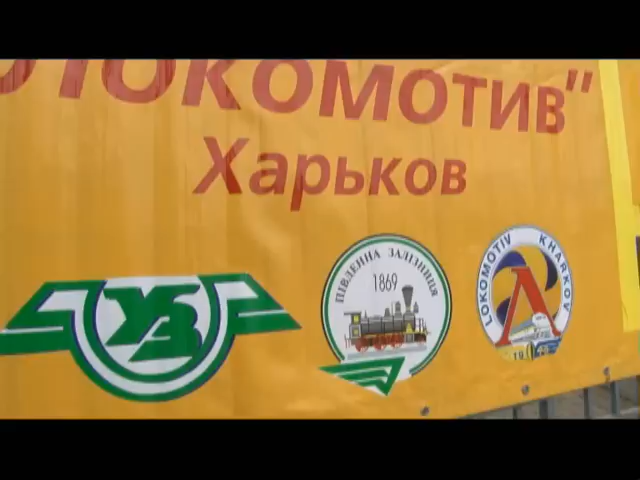 ЛОКОМОТИВ"
Харьков
УЗ
ПІВДЕННА ЗАЛІЗНИЦЯ
1869
LOKOMOTIV KHARKOV
Л